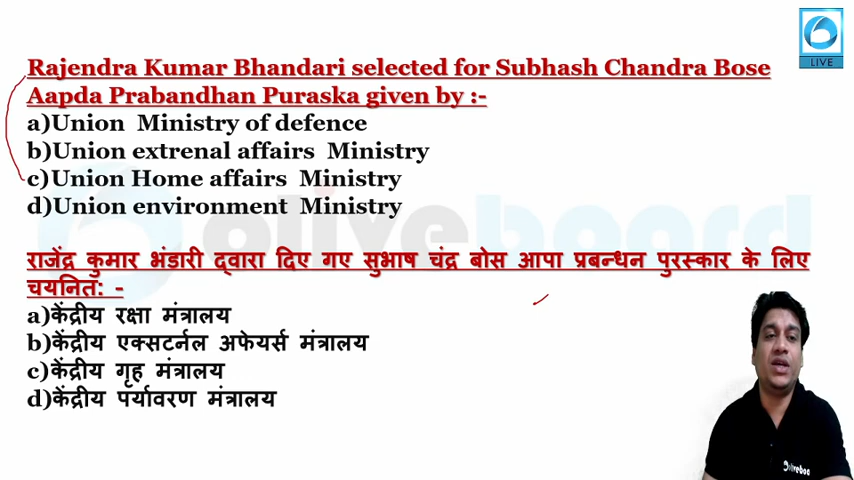 LIVE
Rajendra Kumar Bhandari selected for Subhash Chandra Bose
Aapda Prabandhan Puraska given by :-
a)Union Ministry of defence
b)Union extrenal affairs Ministry
c)Union Home affairs Ministry
d)Union environment Ministry
oliveboard
राजेंद्र कुमार भंडारी द्वारा दिए गए सुभाष चंद्र बोस आपा प्रबन्धन पुरस्कार के लिए
चयनित: -
a)केंद्रीय रक्षा मंत्रालय
b)केंद्रीय एक्सटर्नल अफेयर्स मंत्रालय
c)केंद्रीय गृह मंत्रालय
d)केंद्रीय पर्यावरण मंत्रालय
oliveboard